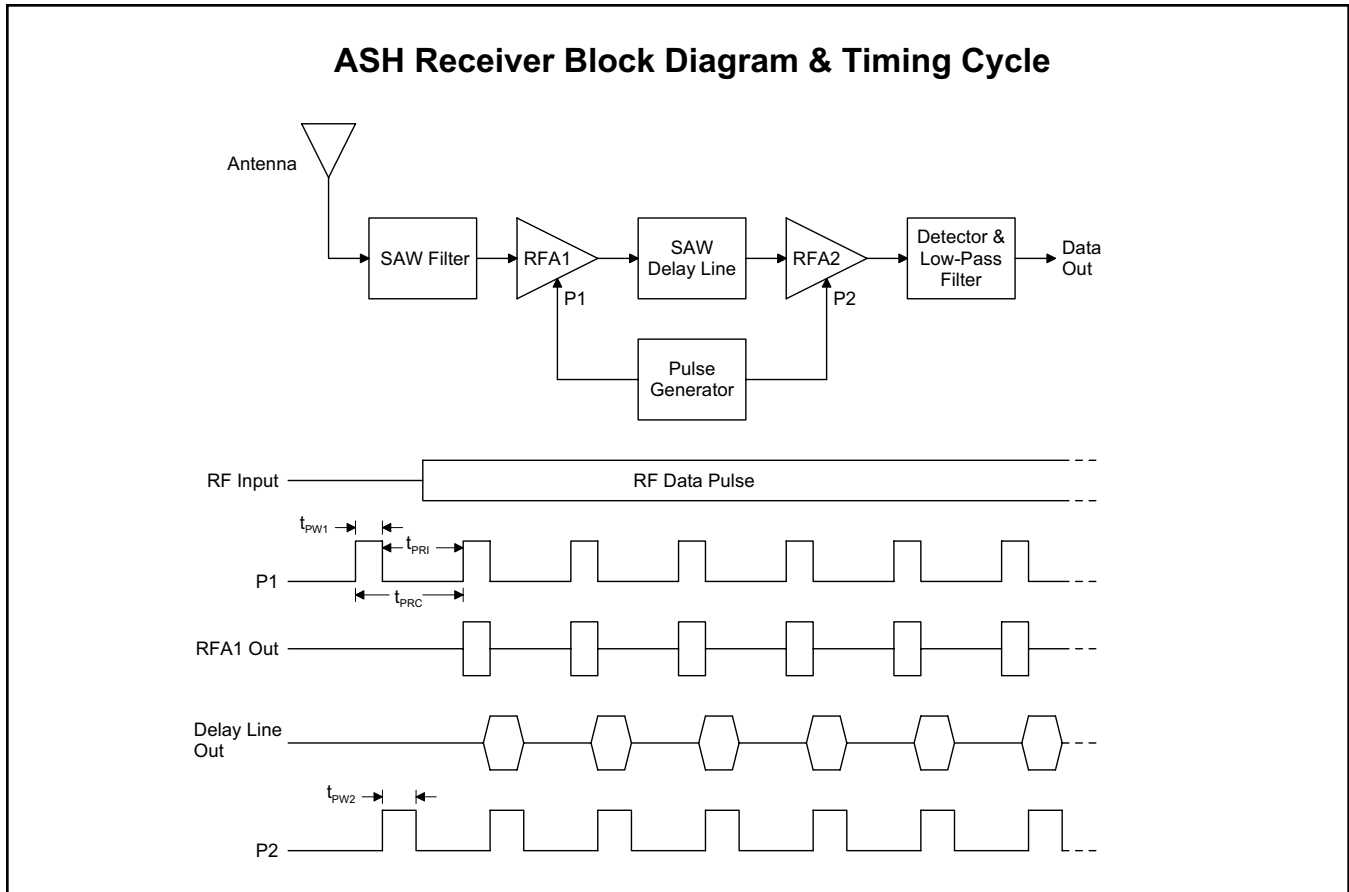 ASH Receiver Block Diagram & Timing Cycle
Antenna
SAW Filter
RFA1
SAW
Delay Line
RFA2
Detector &
Low-Pass
Filter
Data
Out
P1
P2
Pulse
Generator
RF Input
RF Data Pulse
tPW1
tPRI
P1
tPRC
RFA1 Out
Delay Line
Out
tPW2
P2